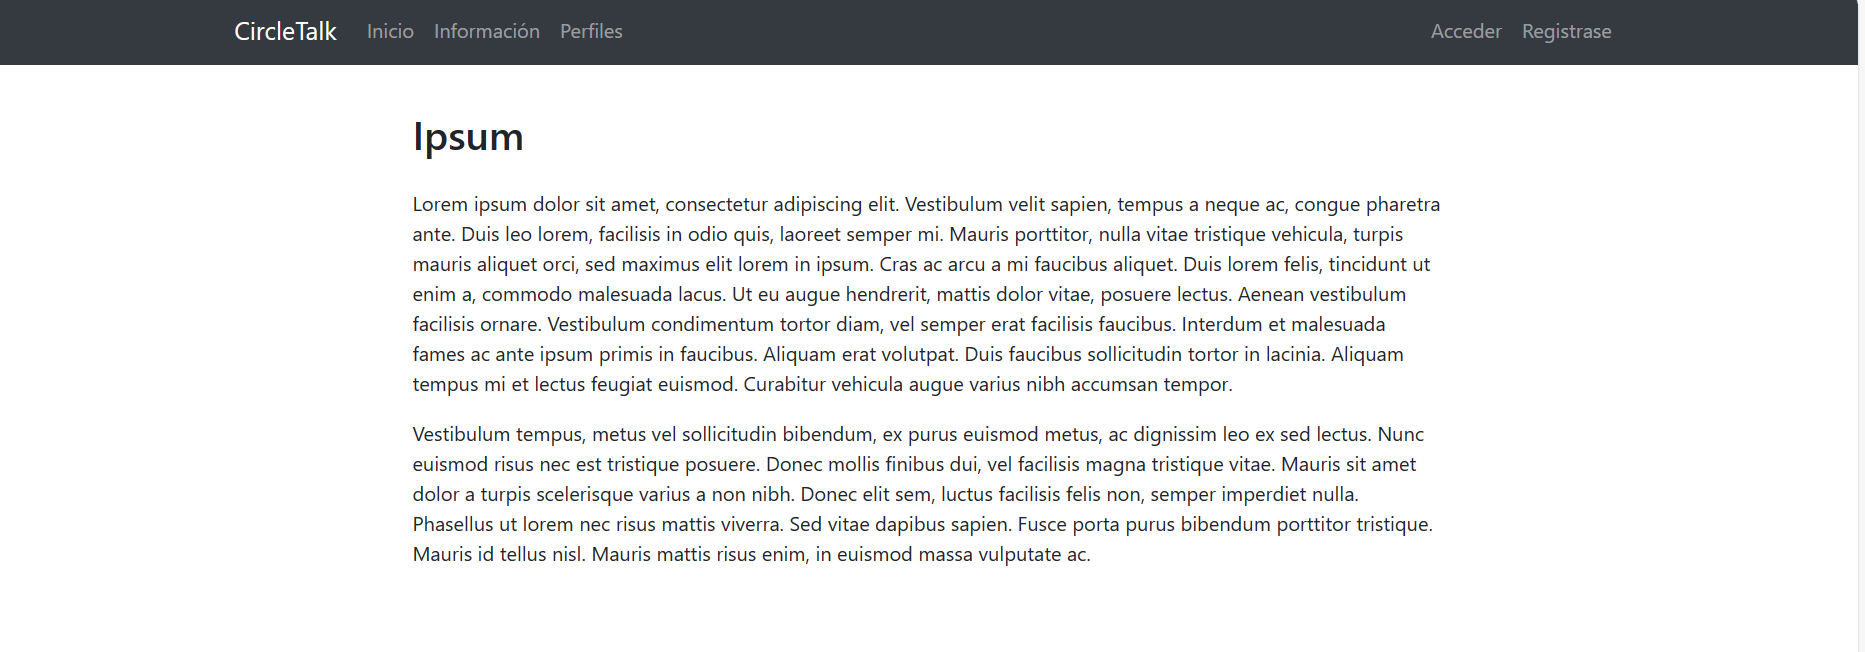 CircleTalk Inicio Información Perfiles Acceder Registrase
Ipsum
Lorem ipsum dolor sit amet, consectetur adipiscing elit. Vestibulum velit sapien, tempus a neque ac, congue pharetra
ante. Duis leo lorem, facilisis in odio quis, laoreet semper mi. Mauris porttitor, nulla vitae tristique vehicula, turpis
mauris aliquet orci, sed maximus elit lorem in ipsum. Cras ac arcu a mi faucibus aliquet. Duis lorem felis, tincidunt ut
enim a, commodo malesuada lacus. Ut eu augue hendrerit, mattis dolor vitae, posuere lectus. Aenean vestibulum
facilisis ornare. Vestibulum condimentum tortor diam, vel semper erat facilisis faucibus. Interdum et malesuada
fames ac ante ipsum primis in faucibus. Aliquam erat volutpat. Duis faucibus sollicitudin tortor in lacinia. Aliquam
tempus mi et lectus feugiat euismod. Curabitur vehicula augue varius nibh accumsan tempor.
Vestibulum tempus, metus vel sollicitudin bibendum, ex purus euismod metus, ac dignissim leo ex sed lectus. Nunc
euismod risus nec est tristique posuere. Donec mollis finibus dui, vel facilisis magna tristique vitae. Mauris sit amet
dolor a turpis scelerisque varius a non nibh. Donec elit sem, luctus facilisis felis non, semper imperdiet nulla.
Phasellus ut lorem nec risus mattis viverra. Sed vitae dapibus sapien. Fusce porta purus bibendum porttitor tristique.
Mauris id tellus nisl. Mauris mattis risus enim, in euismod massa vulputate ac.